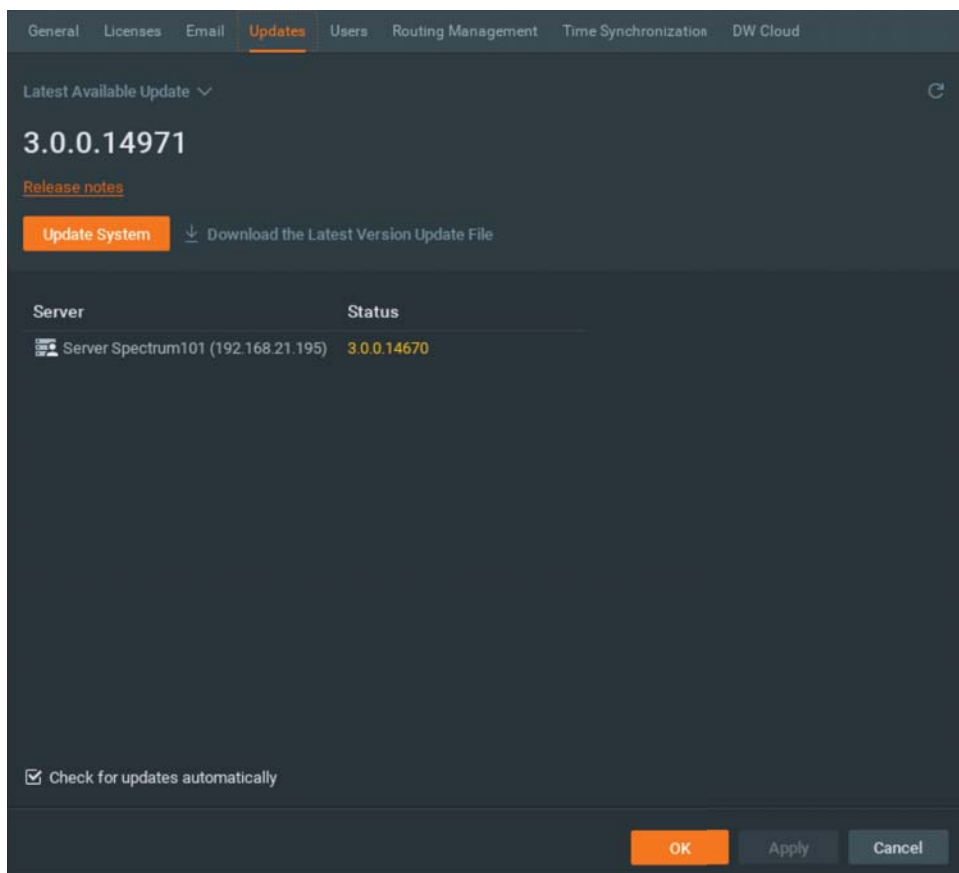 General Licenses Email Updates Users Routing Management Time Synchronization DW Cloud
Latest Available Update
3.0.0.14971
Release notes
Update System Download the Latest Version Update File
Server Status
Server Spectrum101 (192.168.21.195) 3.0.0.14670
Check for updates automatically
OK Apply Cancel